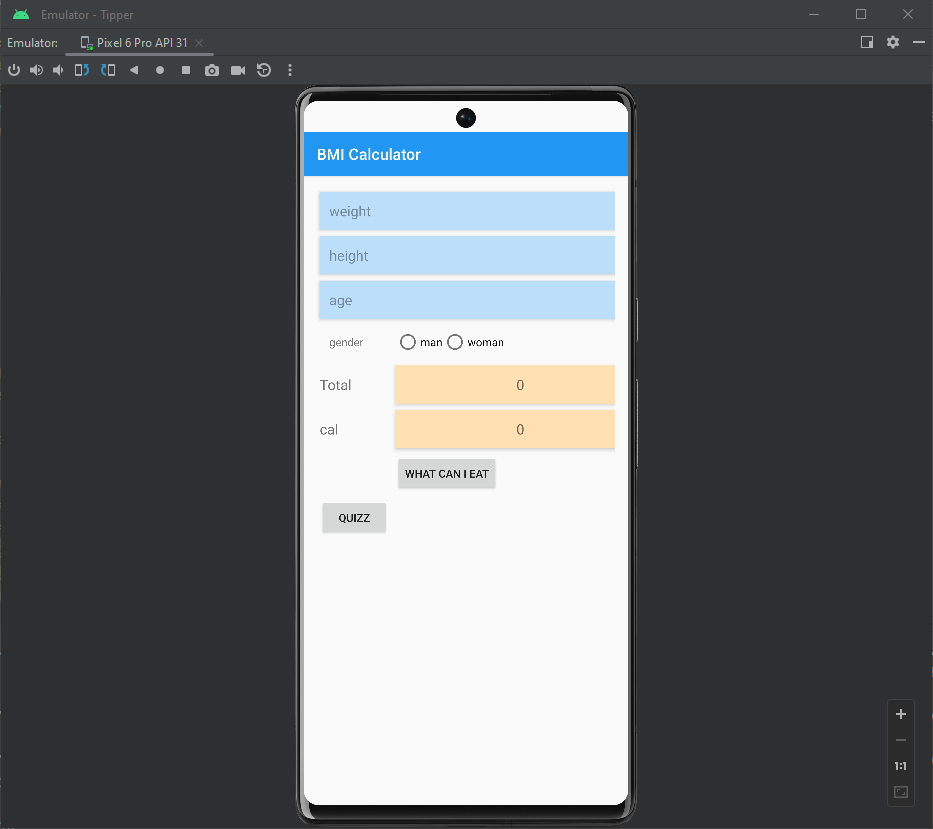 Emulator - Tipper
Emulator: Pixel 6 Pro API 31
BMI Calculator
weight
height
age
gender man woman
Total 0
cal 0
WHAT CAN I EAT
QUIZZ
1:1